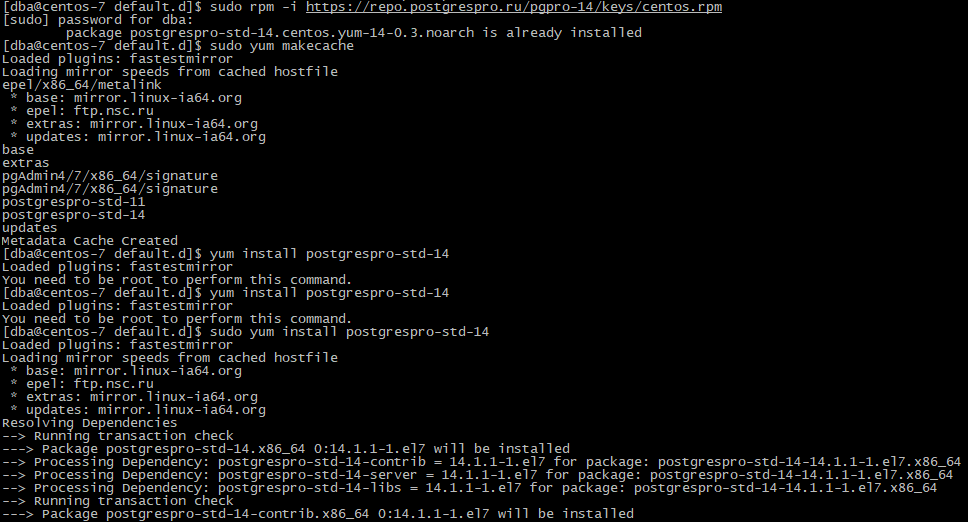 [dba@centos-7 default.d]$ sudo rpm -i https://repo.postgrespro.ru/pgpro-14/keys/centos.rpm
[sudo] password for dba:
        package postgrespro-std-14.centos.yum-14-0.3.noarch is already installed
[dba@centos-7 default.d]$ sudo yum makecache
Loaded plugins: fastestmirror
Loading mirror speeds from cached hostfile
epel/x86_64/metalink
 * base: mirror.linux-ia64.org
 * epel: ftp.nsc.ru
 * extras: mirror.linux-ia64.org
 * updates: mirror.linux-ia64.org
base
extras
pgAdmin4/7/x86_64/signature
pgAdmin4/7/x86_64/signature
postgrespro-std-11
postgrespro-std-14
updates
Metadata Cache Created
[dba@centos-7 default.d]$ yum install postgrespro-std-14
Loaded plugins: fastestmirror
You need to be root to perform this command.
[dba@centos-7 default.d]$ yum install postgrespro-std-14
Loaded plugins: fastestmirror
You need to be root to perform this command.
[dba@centos-7 default.d]$ sudo yum install postgrespro-std-14
Loaded plugins: fastestmirror
Loading mirror speeds from cached hostfile
 * base: mirror.linux-ia64.org
 * epel: ftp.nsc.ru
 * extras: mirror.linux-ia64.org
 * updates: mirror.linux-ia64.org
Resolving Dependencies
--> Running transaction check
---> Package postgrespro-std-14.x86_64 0:14.1.1-1.el7 will be installed
--> Processing Dependency: postgrespro-std-14-contrib = 14.1.1-1.el7 for package: postgrespro-std-14-14.1.1-1.el7.x86_64
--> Processing Dependency: postgrespro-std-14-server = 14.1.1-1.el7 for package: postgrespro-std-14-14.1.1-1.el7.x86_64
--> Processing Dependency: postgrespro-std-14-libs = 14.1.1-1.el7 for package: postgrespro-std-14-14.1.1-1.el7.x86_64
--> Running transaction check
---> Package postgrespro-std-14-contrib.x86_64 0:14.1.1-1.el7 will be installed